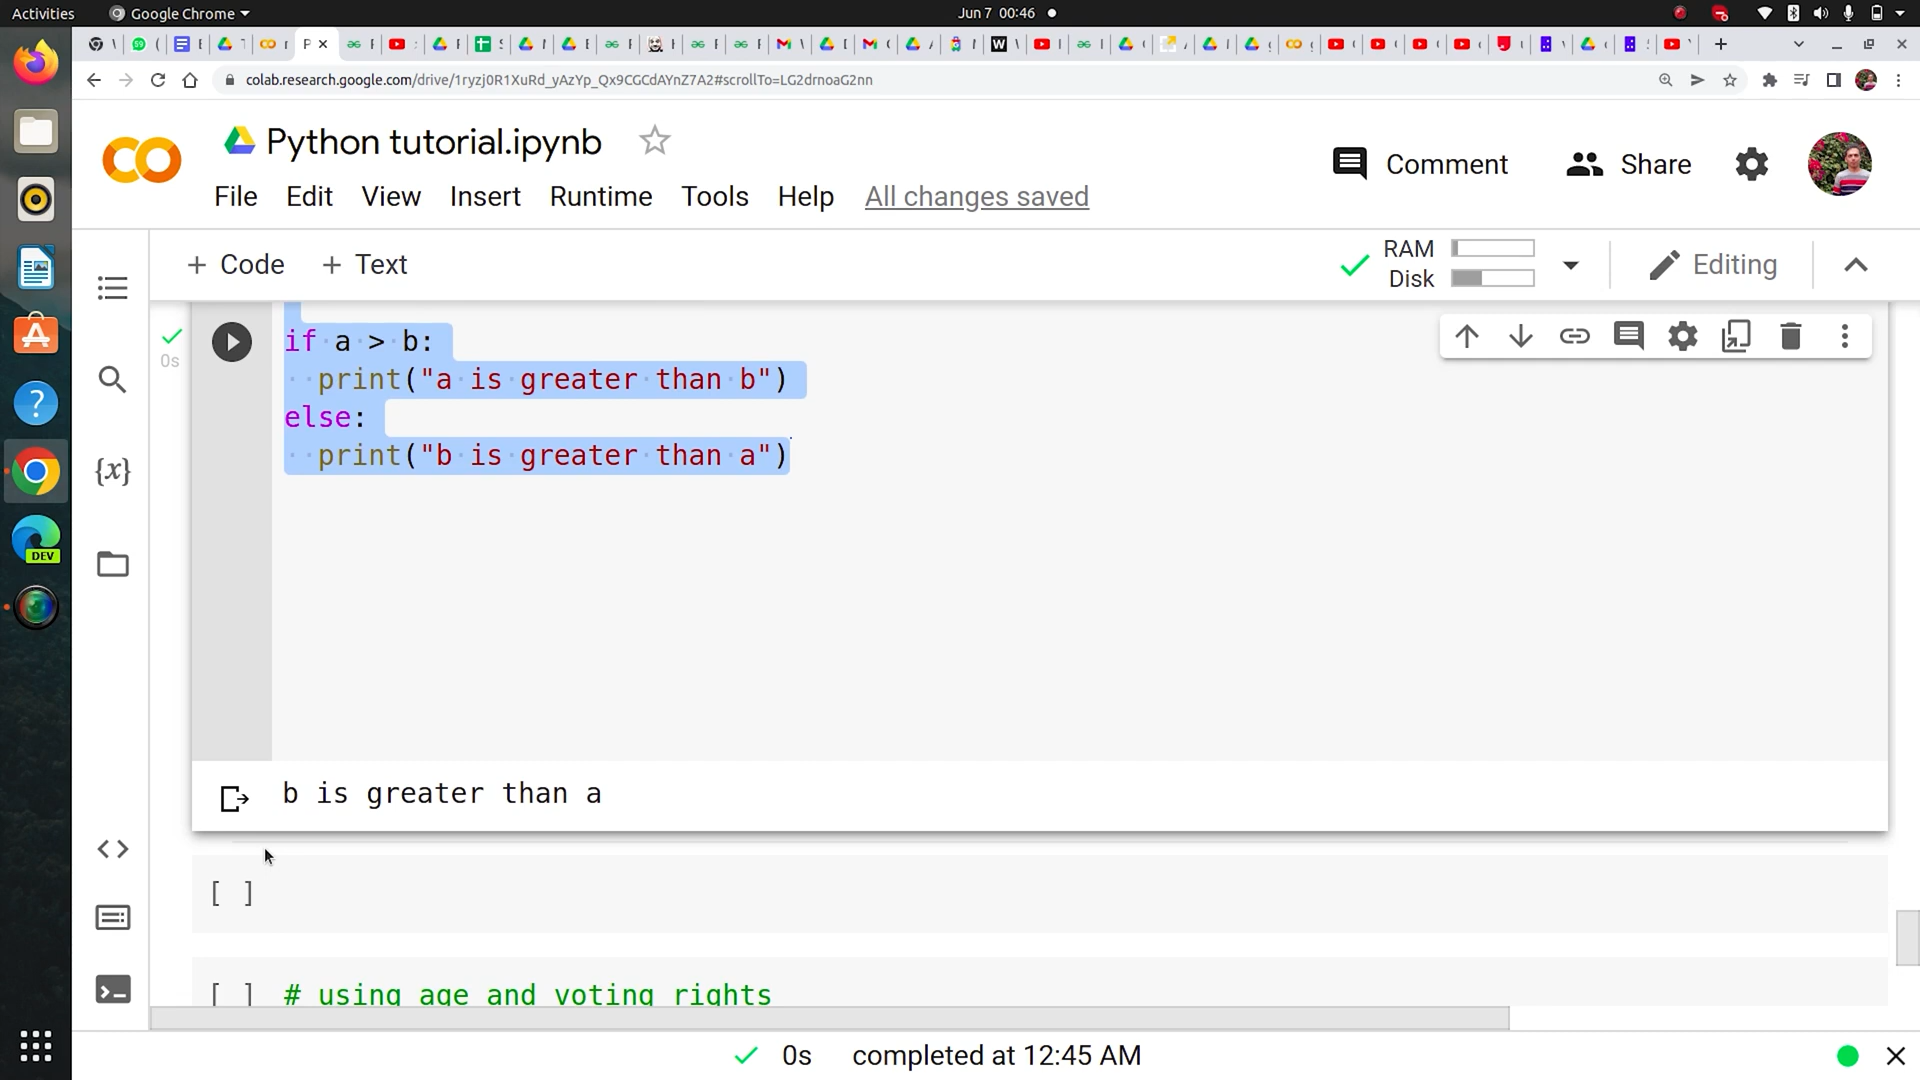 Activities
Google Chrome
Jun 7 00:46
colab.research.google.com/drive/1ryzj0R1XuRd_yAzYp_Qx9CGCdAYnZ7A2#scrollTo=LG2drnoaG2nn
Python tutorial.ipynb
Comment
Share
File Edit View Insert Runtime Tools Help All changes saved
+ Code + Text
RAM
Disk
Editing
0s
if a > b:
print("a is greater than b")
else:
print("b is greater than a")
{x}
DEV
b is greater than a
[ ]
[ ] # using age and voting rights
0s completed at 12:45 AM